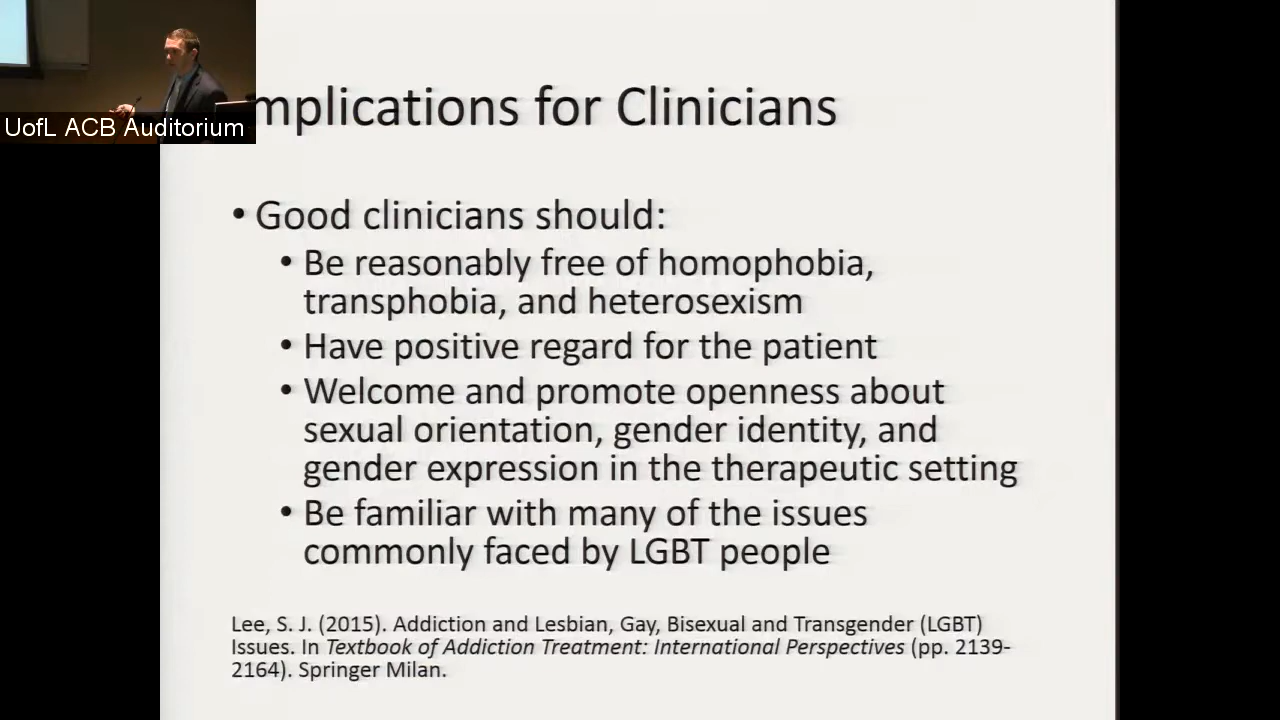 UofL ACB Auditorium
mplications for Clinicians
• Good clinicians should:
• Be reasonably free of homophobia,
transphobia, and heterosexism
• Have positive regard for the patient
• Welcome and promote openness about
sexual orientation, gender identity, and
gender expression in the therapeutic setting
• Be familiar with many of the issues
commonly faced by LGBT people
Lee, S. J. (2015). Addiction and Lesbian, Gay, Bisexual and Transgender (LGBT)
Issues. In Textbook of Addiction Treatment: International Perspectives (pp. 2139-
2164). Springer Milan.